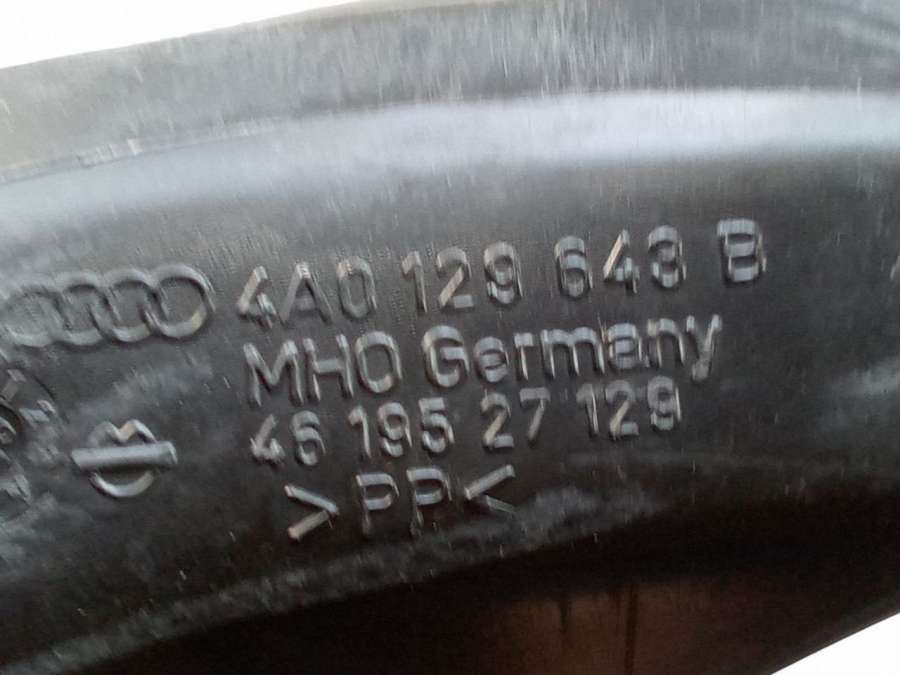 4A0 129 643 B
MHO Germany
46 195 27 129
>PP<